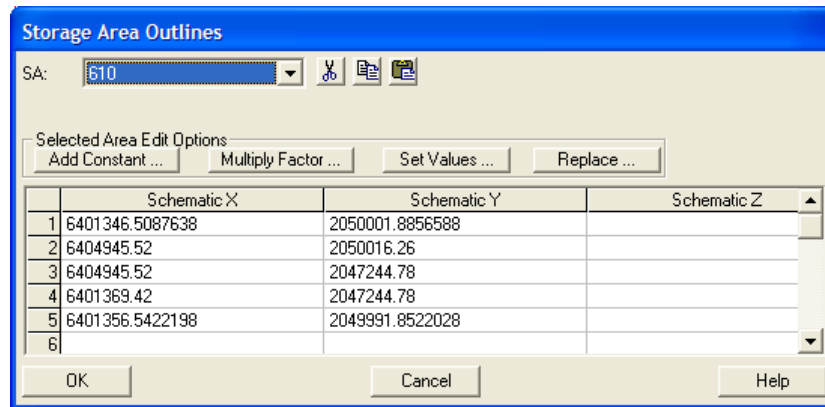 Storage Area Outlines
SA: 610
Selected Area Edit Options
Add Constant ... Multiply Factor ... Set Values ... Replace ...
Schematic X Schematic Y Schematic Z
1 6401346.5087638 2050001.8856588
2 6404945.52 2050016.26
3 6404945.52 2047244.78
4 6401369.42 2047244.78
5 6401356.5422198 2049991.8522028
6
OK Cancel Help